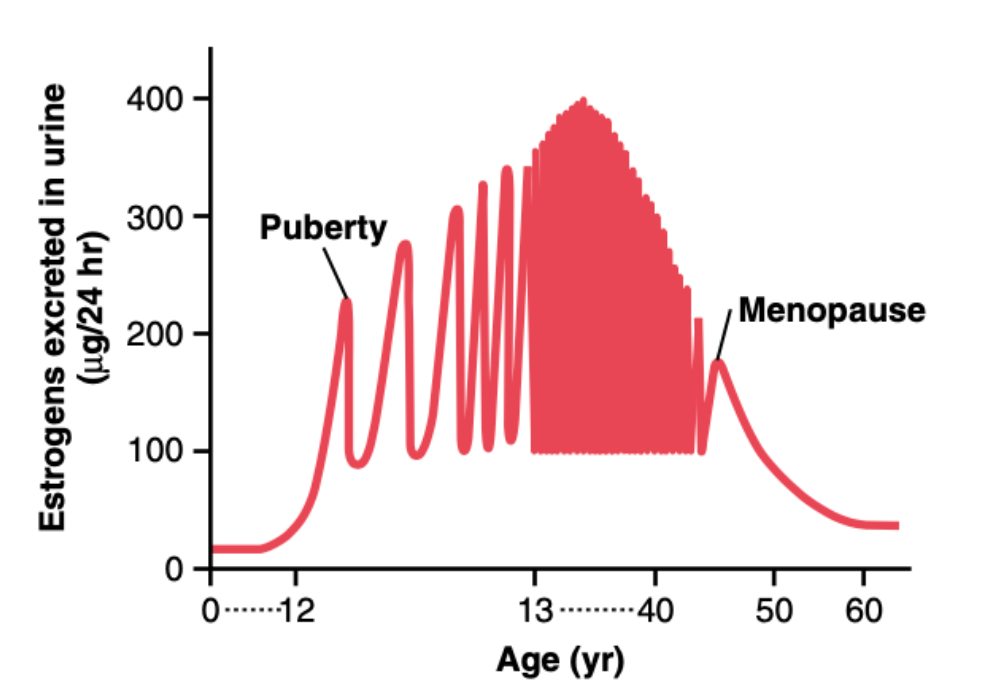 Estrogens excreted in urine
(μg/24 hr)
400
300
200
100
0
Puberty
Menopause
0········12
13·········40
50
60
Age (yr)